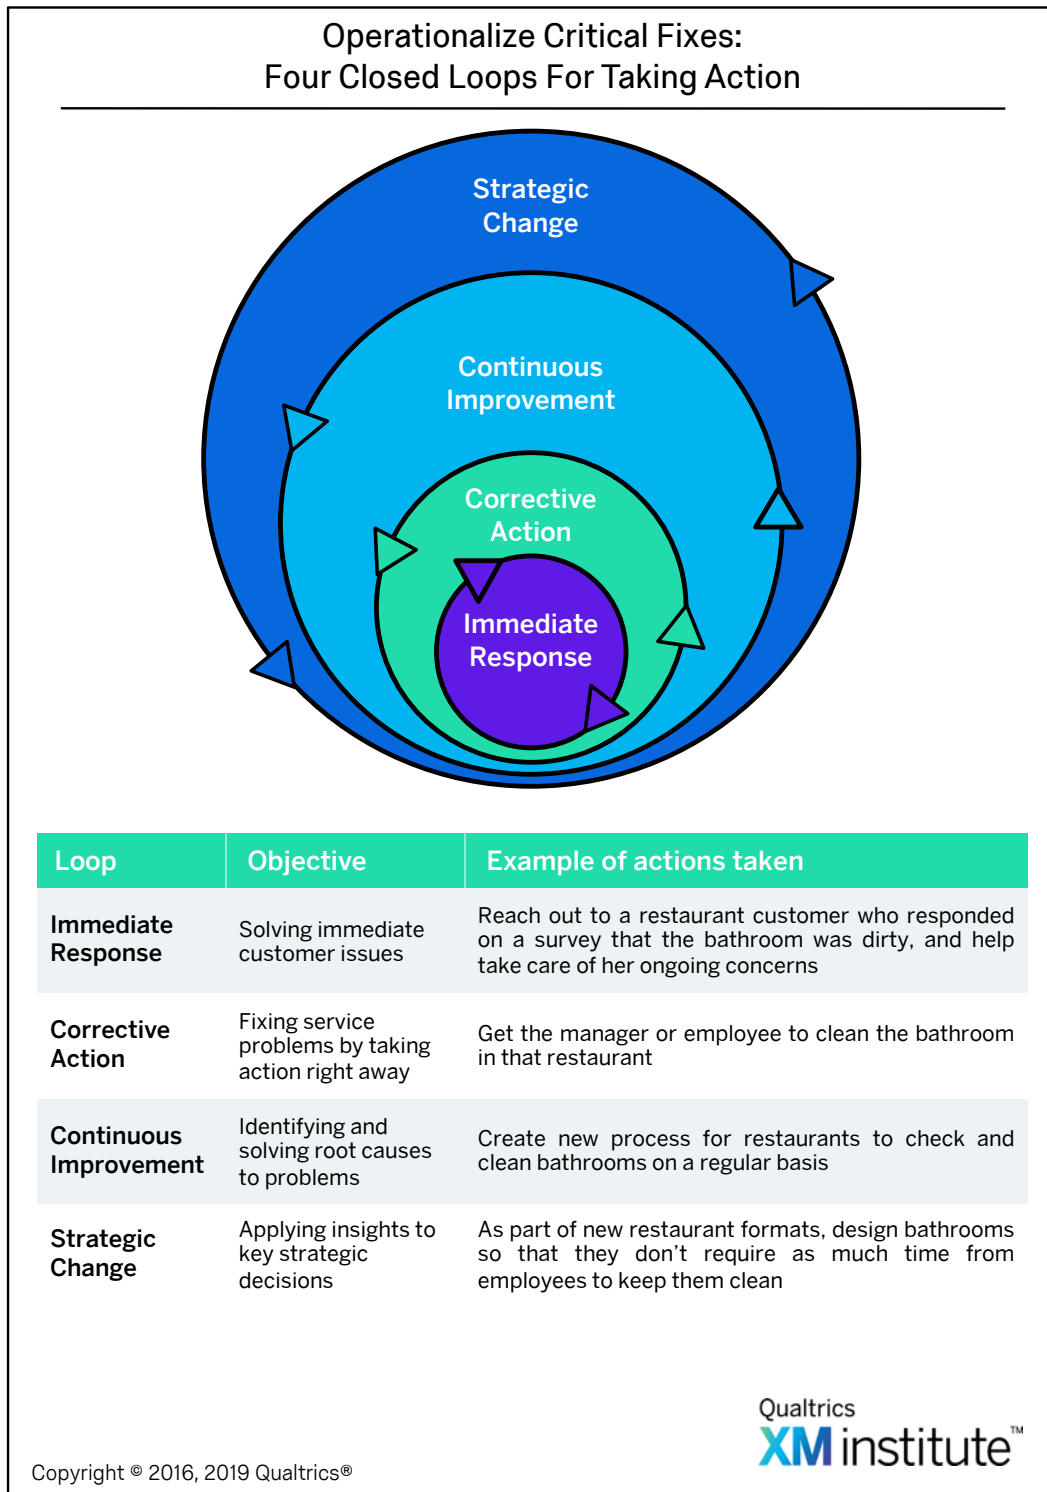 Operationalize Critical Fixes:
Four Closed Loops For Taking Action
Strategic
Change
Continuous
Improvement
Corrective
Action
Immediate
Response
Loop
Objective
Example of actions taken
Immediate
Response
Solving immediate
customer issues
Reach out to a restaurant customer who responded
on a survey that the bathroom was dirty, and help
take care of her ongoing concerns
Corrective
Action
Fixing service
problems by taking
action right away
Get the manager or employee to clean the bathroom
in that restaurant
Continuous
Improvement
Identifying and
solving root causes
to problems
Create new process for restaurants to check and
clean bathrooms on a regular basis
Strategic
Change
Applying insights to
key strategic
decisions
As part of new restaurant formats, design bathrooms
so that they don’t require as much time from
employees to keep them clean
Qualtrics
XM institute™
Copyright © 2016, 2019 Qualtrics®